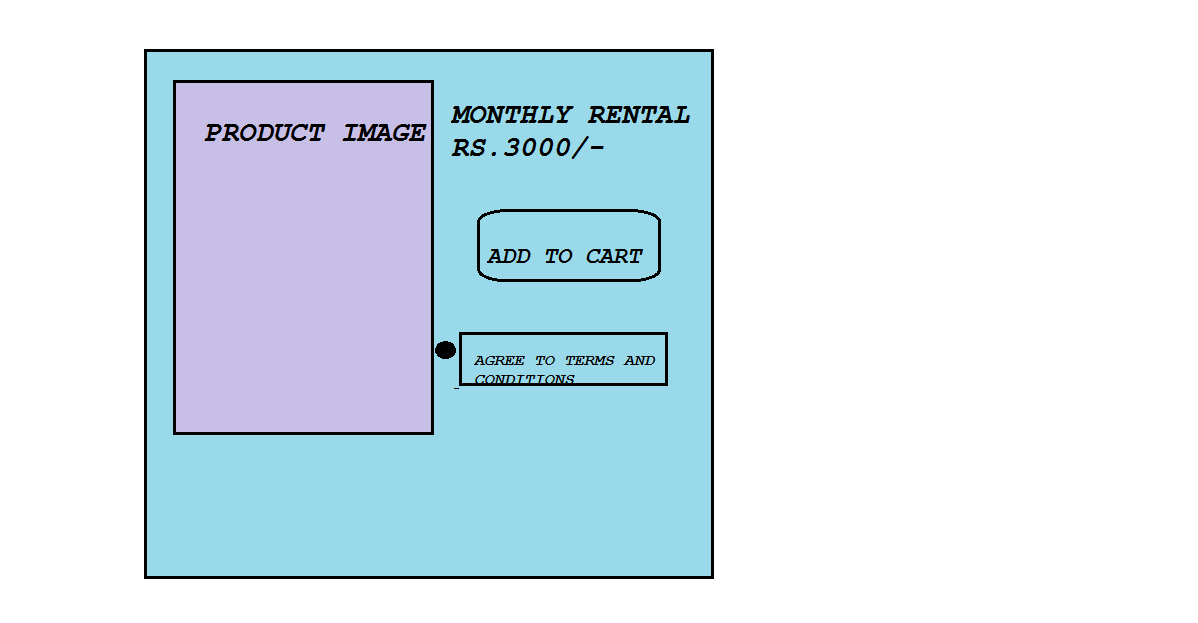 PRODUCT IMAGE
MONTHLY RENTAL
RS.3000/-
ADD TO CART
AGREE TO TERMS AND
CONDITIONS